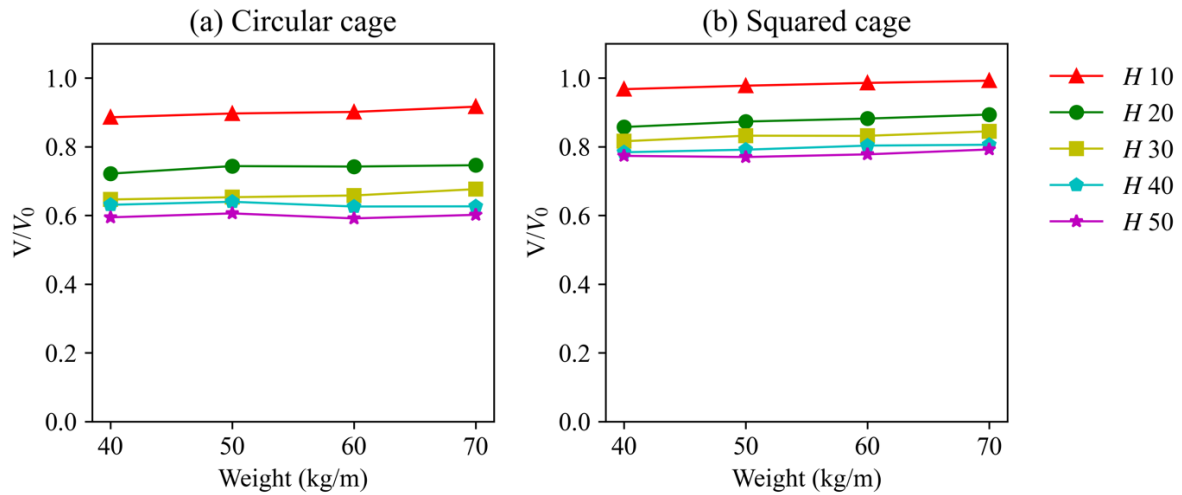 (a) Circular cage
1.0
0.8
0.6
0.4
0.2
0.0
V/V₀
40 50 60 70
Weight (kg/m)
(b) Squared cage
1.0
0.8
0.6
0.4
0.2
0.0
V/V₀
40 50 60 70
Weight (kg/m)
H 10
H 20
H 30
H 40
H 50